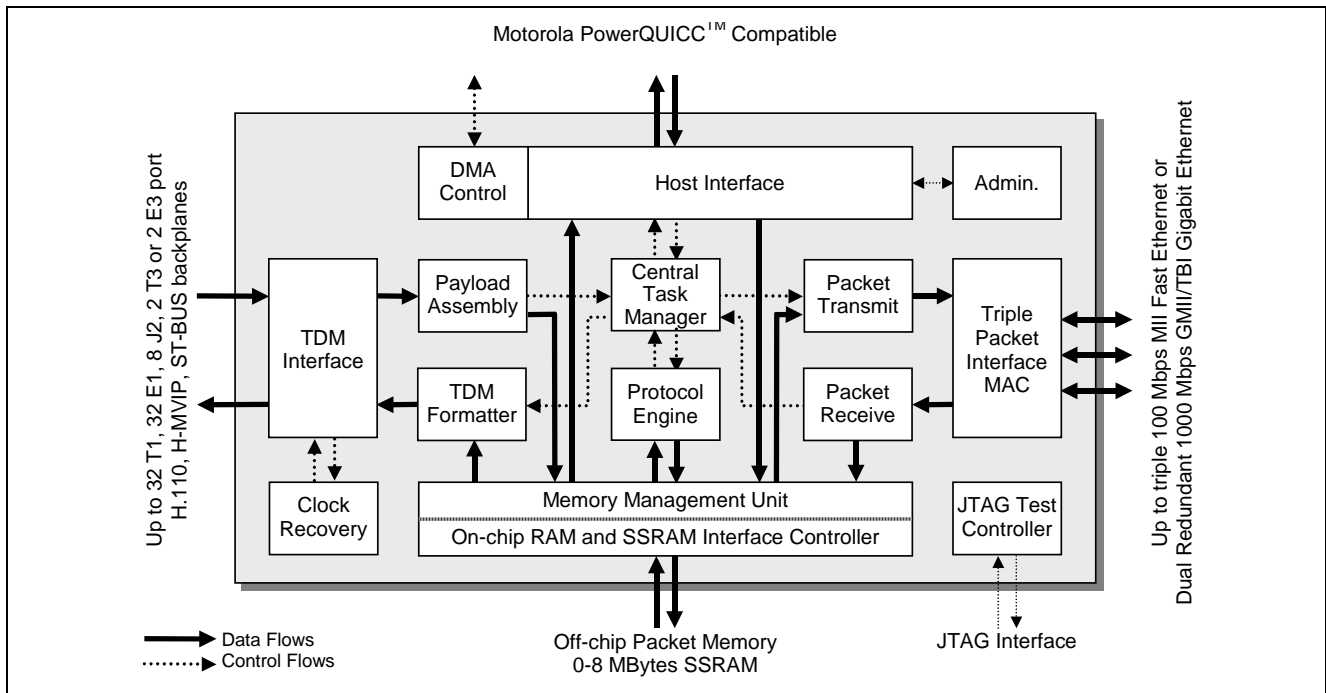 Motorola PowerQUICC™ Compatible
Up to 32 T1, 32 E1, 8 J2, 2 T3 or 2 E3 port
H.110, H-MVIP, ST-BUS backplanes
DMA
Control
Host Interface
Admin.
TDM
Interface
Payload
Assembly
Central
Task
Manager
Packet
Transmit
Triple
Packet
Interface
MAC
TDM
Formatter
Protocol
Engine
Packet
Receive
Clock
Recovery
Memory Management Unit
On-chip RAM and SSRAM Interface Controller
JTAG Test
Controller
Up to triple 100 Mbps MII Fast Ethernet or
Dual Redundant 1000 Mbps GMII/TBI Gigabit Ethernet
Data Flows
Control Flows
Off-chip Packet Memory
0-8 MBytes SSRAM
JTAG Interface